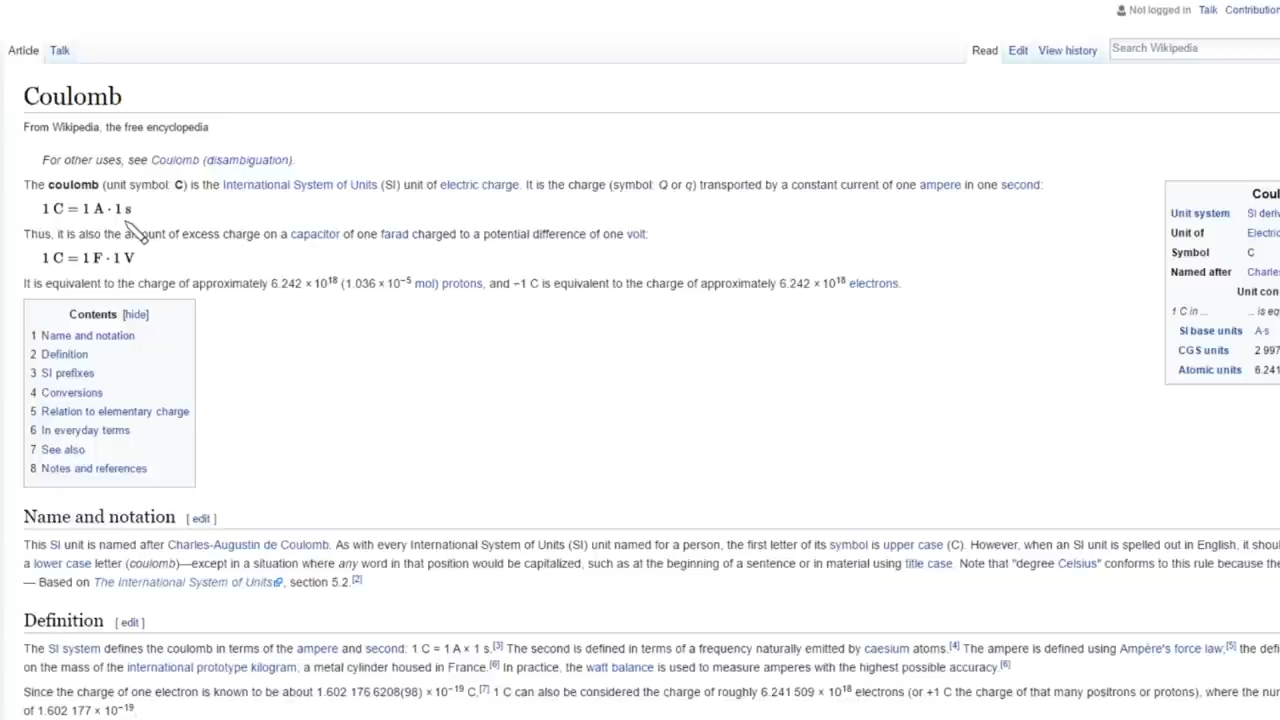 Not logged in Talk Contribution
Article Talk Read Edit View history Search Wikipedia
Coulomb
From Wikipedia, the free encyclopedia
For other uses, see Coulomb (disambiguation).
The coulomb (unit symbol: C) is the International System of Units (SI) unit of electric charge. It is the charge (symbol: Q or q) transported by a constant current of one ampere in one second:
1 C = 1 A · 1 s
Thus, it is also the amount of excess charge on a capacitor of one farad charged to a potential difference of one volt:
1 C = 1 F · 1 V
It is equivalent to the charge of approximately 6.242 × 10¹⁸ (1.036 × 10⁻⁵ mol) protons, and −1 C is equivalent to the charge of approximately 6.242 × 10¹⁸ electrons.
Coul
Unit system SI deri
Unit of Electric
Symbol C
Named after Charles
Unit con
1 C in ... ... is eq
SI base units A·s
CGS units 2 997
Atomic units 6.241
Contents [hide]
1 Name and notation
2 Definition
3 SI prefixes
4 Conversions
5 Relation to elementary charge
6 In everyday terms
7 See also
8 Notes and references
Name and notation [ edit ]
This SI unit is named after Charles-Augustin de Coulomb. As with every International System of Units (SI) unit named for a person, the first letter of its symbol is upper case (C). However, when an SI unit is spelled out in English, it shoul
a lower case letter (coulomb)—except in a situation where any word in that position would be capitalized, such as at the beginning of a sentence or in material using title case. Note that "degree Celsius" conforms to this rule because the
— Based on The International System of Units, section 5.2.[2]
Definition [ edit ]
The SI system defines the coulomb in terms of the ampere and second: 1 C = 1 A × 1 s.[3] The second is defined in terms of a frequency naturally emitted by caesium atoms.[4] The ampere is defined using Ampère's force law;[5] the defi
on the mass of the international prototype kilogram, a metal cylinder housed in France.[6] In practice, the watt balance is used to measure amperes with the highest possible accuracy.[6]
Since the charge of one electron is known to be about 1.602 176 6208(98) × 10⁻¹⁹ C,[7] 1 C can also be considered the charge of roughly 6.241 509 × 10¹⁸ electrons (or +1 C the charge of that many positrons or protons), where the nu
of 1.602 177 × 10⁻¹⁹